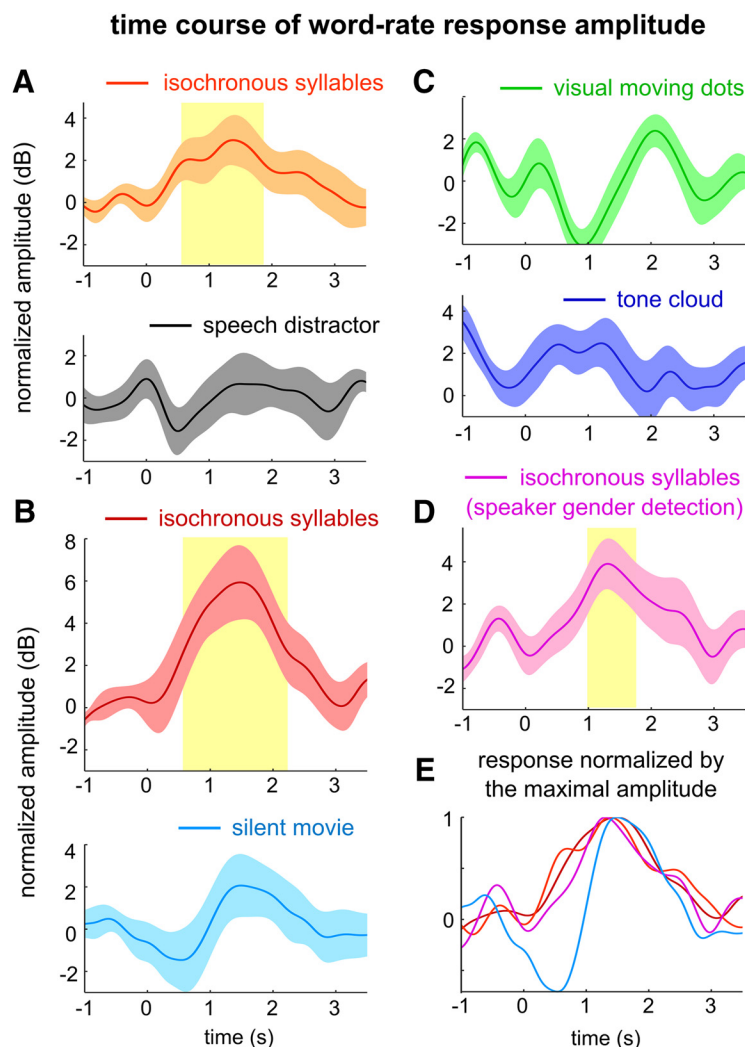 time course of word-rate response amplitude
A
isochronous syllables
normalized amplitude (dB)
4
2
0
-2
-1 0 1 2 3
speech distractor
2
0
-2
-1 0 1 2 3
B
isochronous syllables
normalized amplitude (dB)
8
6
4
2
0
-2
-1 0 1 2 3
silent movie
4
2
0
-2
-1 0 1 2 3
time (s)
C
visual moving dots
2
0
-2
-1 0 1 2 3
tone cloud
4
2
0
-1 0 1 2 3
isochronous syllables
(speaker gender detection)
D
4
2
0
-2
-1 0 1 2 3
E
response normalized by
the maximal amplitude
1
0
-1 0 1 2 3
time (s)